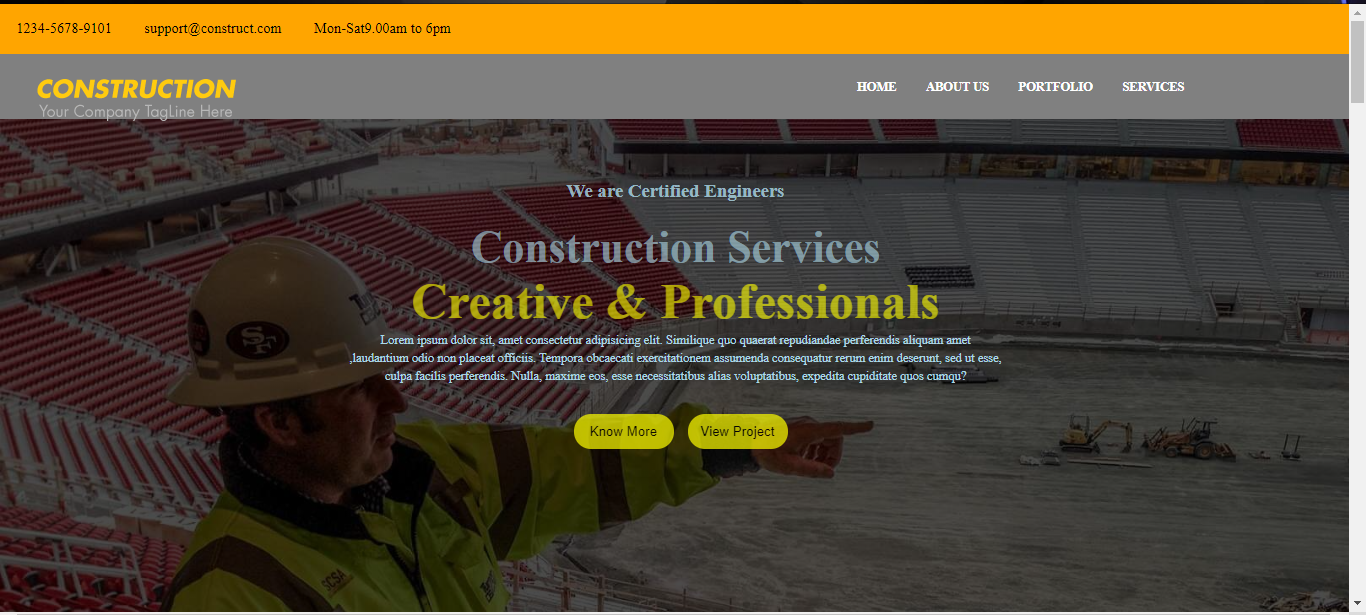 1234-5678-9101 support@construct.com Mon-Sat9.00am to 6pm
CONSTRUCTION
Your Company TagLine Here
HOME ABOUT US PORTFOLIO SERVICES
We are Certified Engineers
Construction Services
Creative & Professionals
Lorem ipsum dolor sit, amet consectetur adipisicing elit. Similique quo quaerat repudiandae perferendis aliquam amet
,laudantium odio non placeat officiis. Tempora obcaecati exercitationem assumenda consequatur rerum enim deserunt, sed ut esse,
culpa facilis perferendis. Nulla, maxime eos, esse necessitatibus alias voluptatibus, expedita cupiditate quos cumqu?
Know More View Project
SF
SCSA